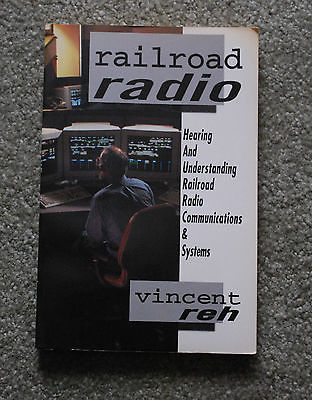 railroad
radio
Hearing
And
Understanding
Railroad
Radio
Communications
&
Systems
vincent
reh